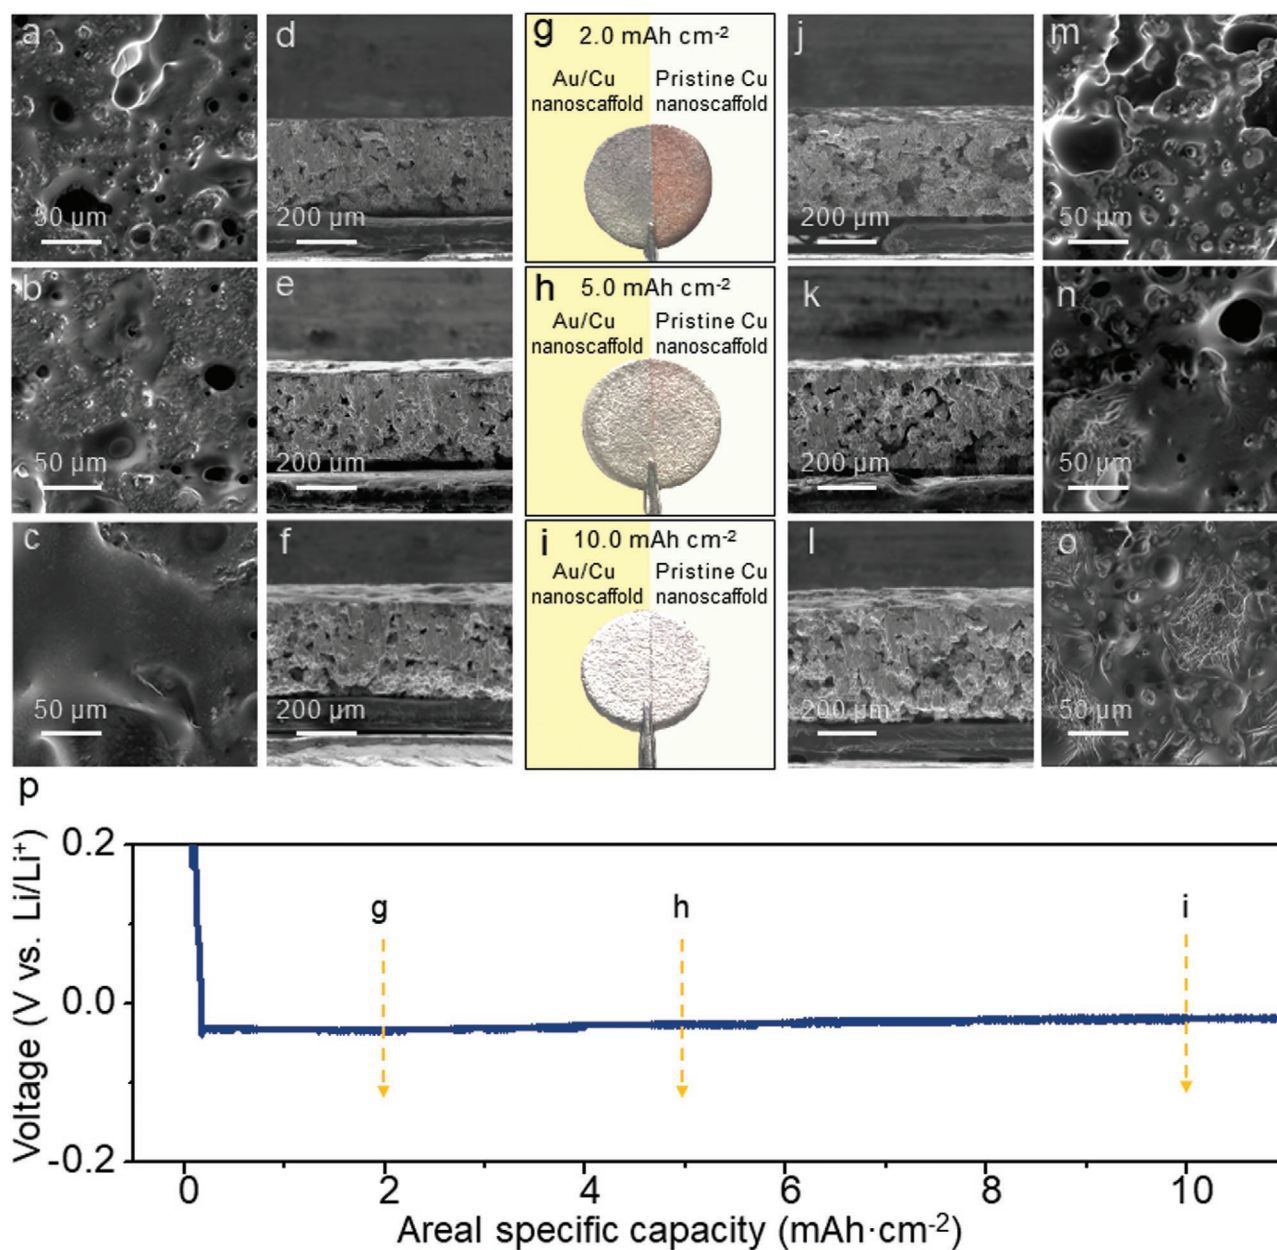 a
50 µm
d
200 µm
g
2.0 mAh cm-2
Au/Cu
nanoscaffold
Pristine Cu
nanoscaffold
j
200 µm
m
50 µm
b
50 µm
e
200 µm
h
5.0 mAh cm-2
Au/Cu
nanoscaffold
Pristine Cu
nanoscaffold
k
200 µm
n
50 µm
c
50 µm
f
200 µm
i
10.0 mAh cm-2
Au/Cu
nanoscaffold
Pristine Cu
nanoscaffold
l
200 µm
o
50 µm
p
Voltage (V vs. Li/Li+)
0.2
0.0
-0.2
g
h
i
0 2 4 6 8 10
Areal specific capacity (mAh·cm-2)